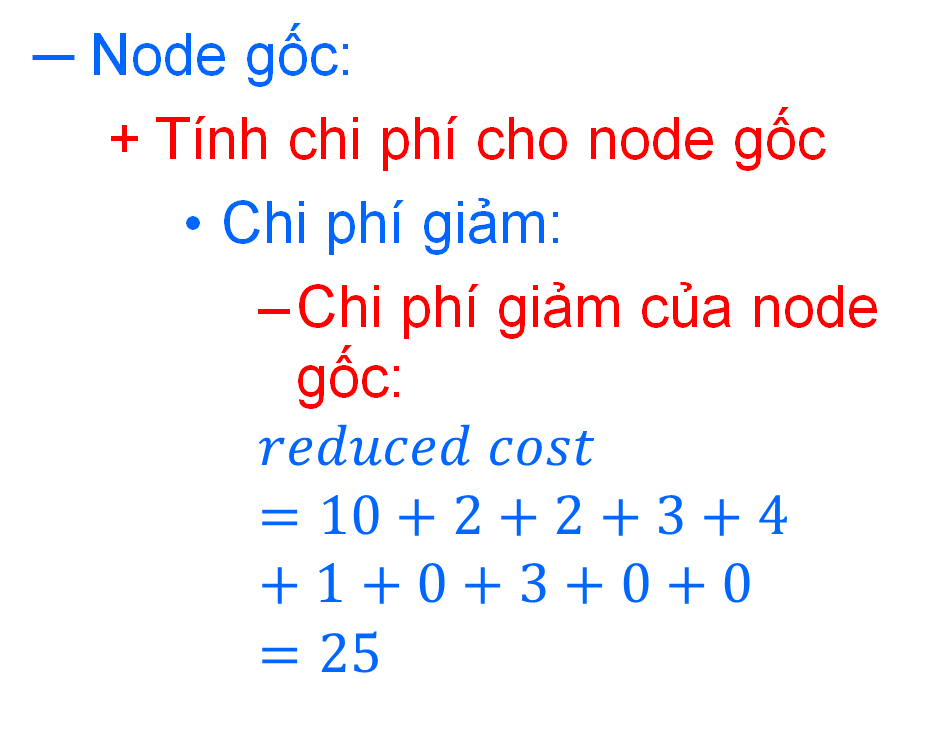 — Node gốc:
+ Tính chi phí cho node gốc
• Chi phí giảm:
–Chi phí giảm của node
gốc:
reduced cost
= 10 + 2 + 2 + 3 + 4
+ 1 + 0 + 3 + 0 + 0
= 25